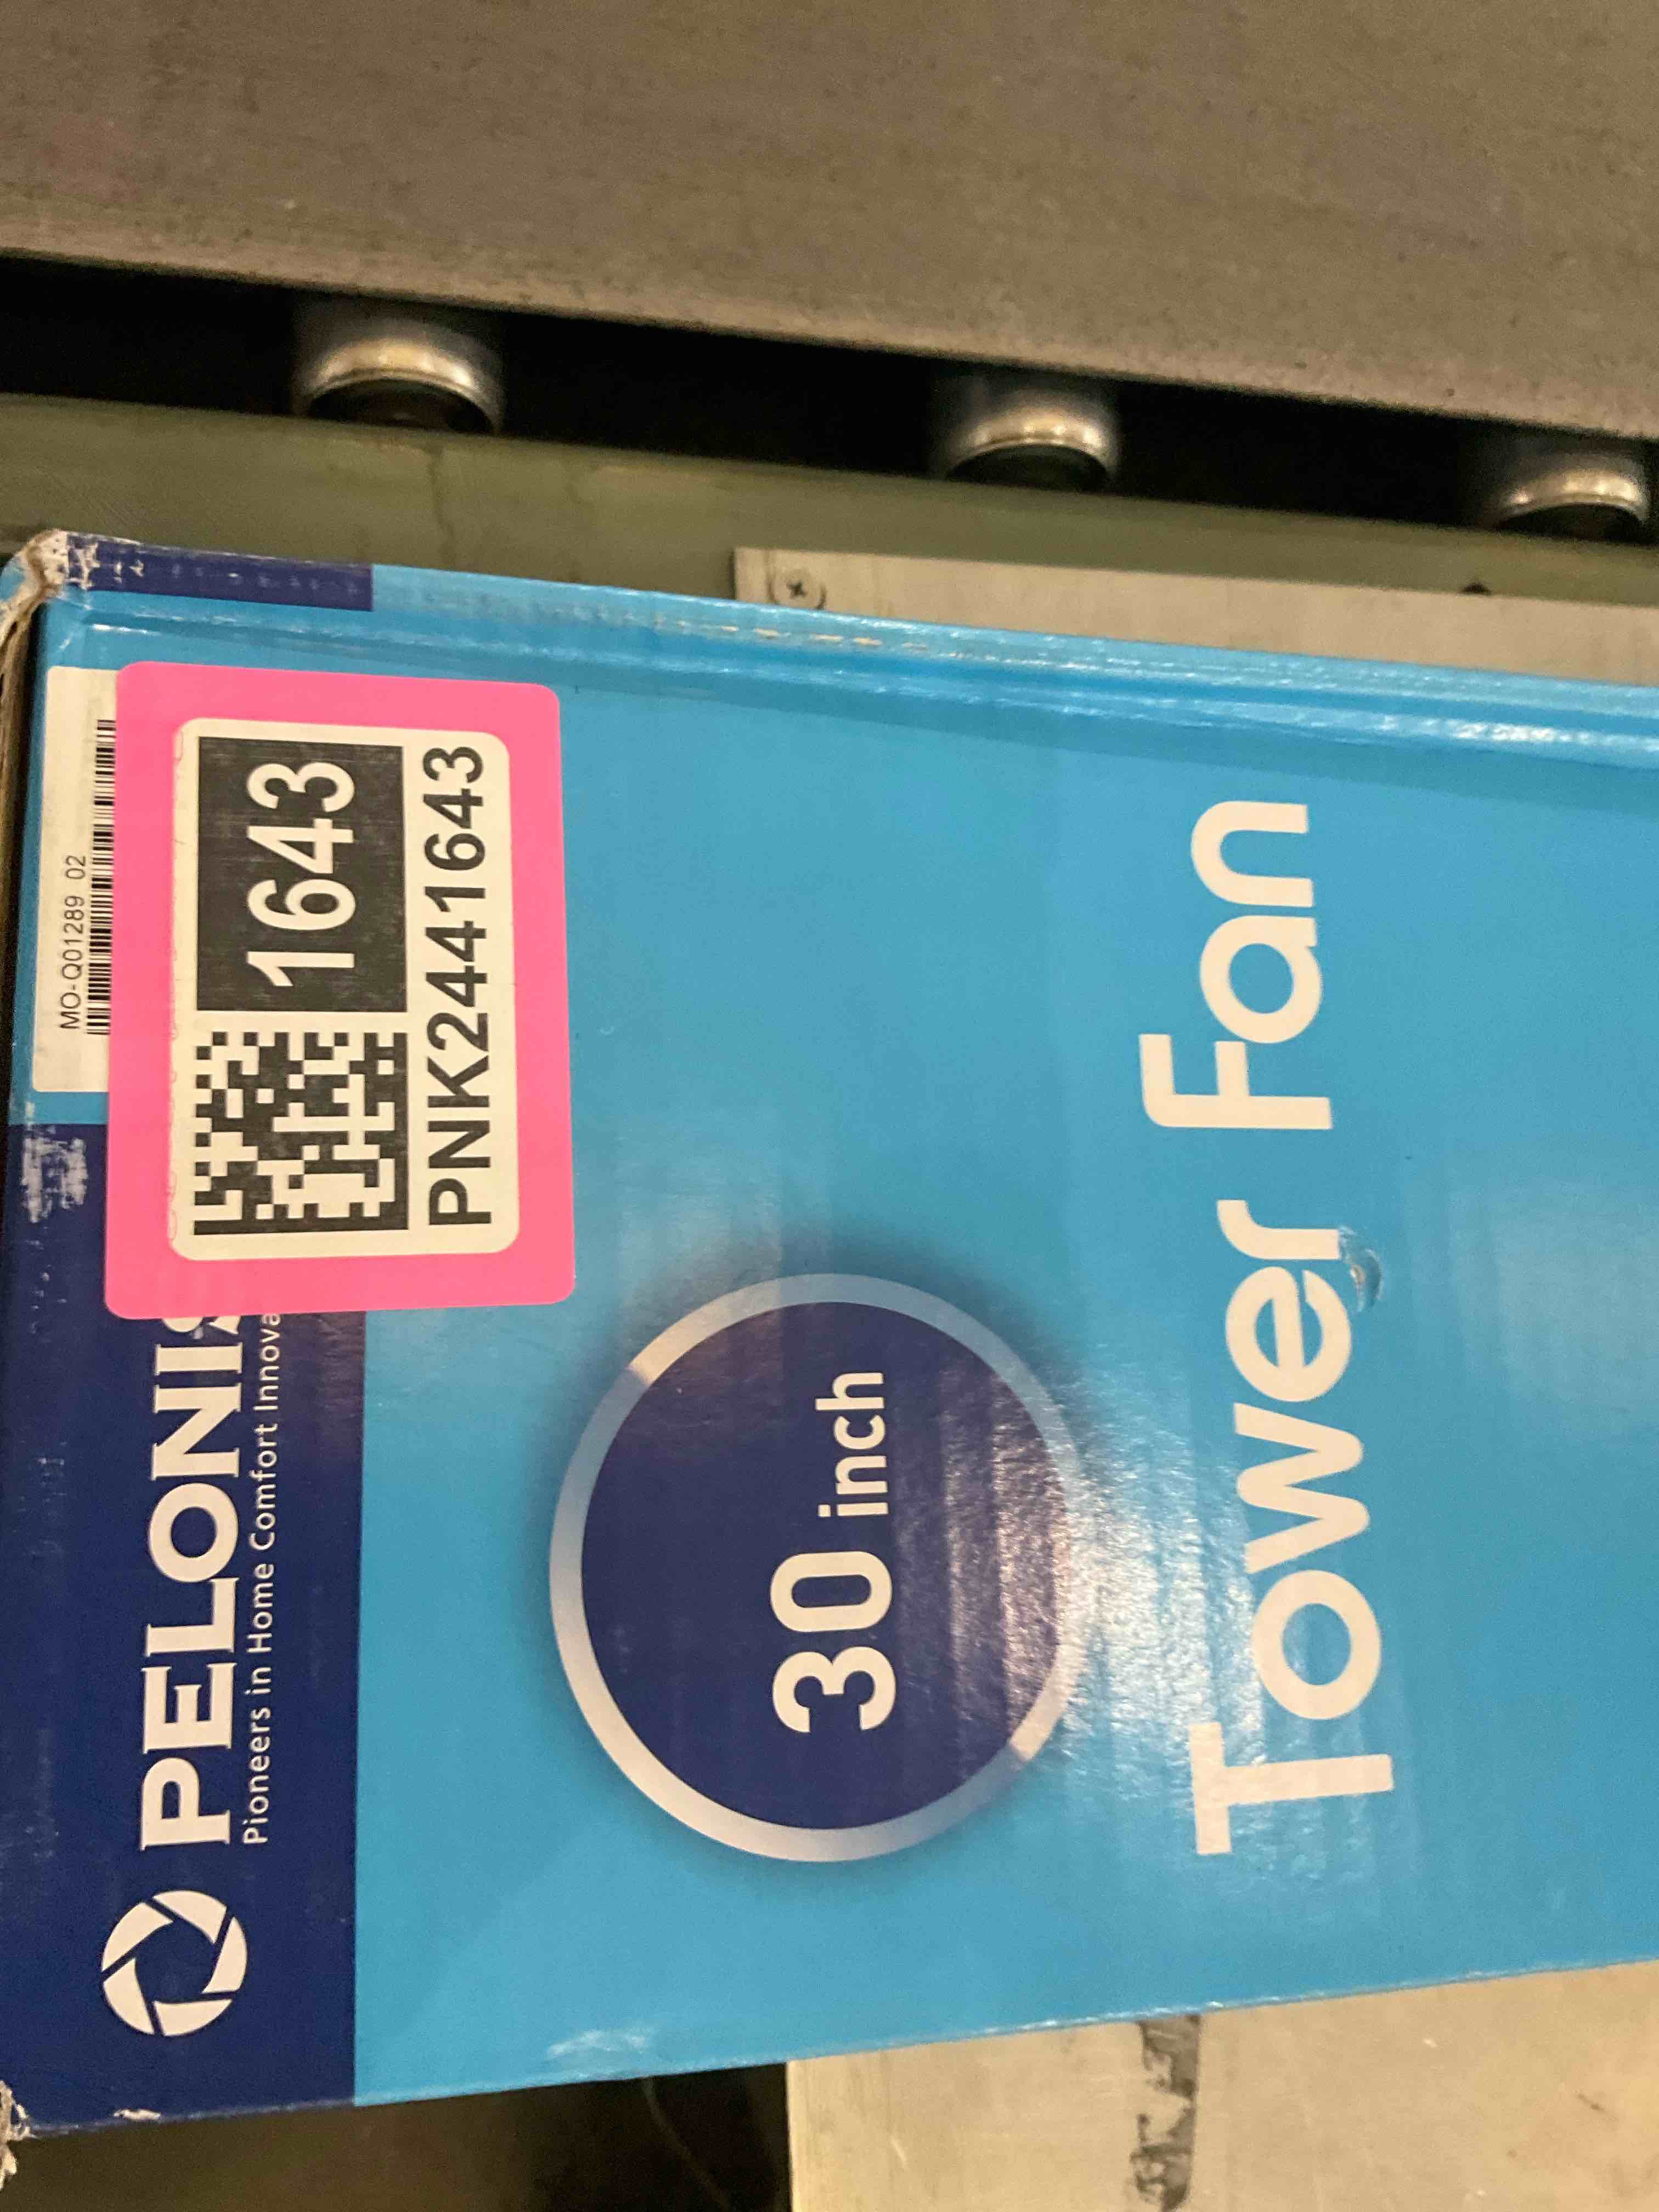 MO-Q01289 02
1643
PNK2441643
PELONIS
Pioneers in Home Comfort Innova
30 inch
Tower Fan